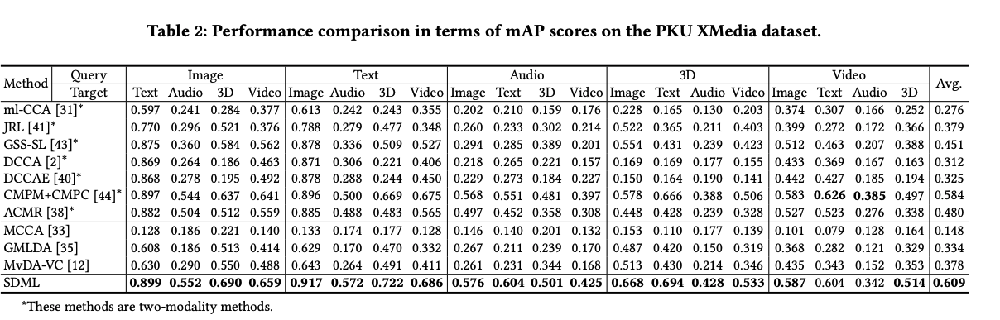 Table 2: Performance comparison in terms of mAP scores on the PKU XMedia dataset.
Method Query Image Text Audio 3D Video Avg.
Target Text Audio 3D Video Image Audio 3D Video Image Text 3D Video Image Text Audio Video Image Text Audio 3D
ml-CCA [31]* 0.597 0.241 0.284 0.377 0.613 0.242 0.243 0.355 0.202 0.210 0.159 0.176 0.228 0.165 0.130 0.203 0.374 0.307 0.166 0.252 0.276
JRL [41]* 0.770 0.296 0.521 0.376 0.788 0.279 0.477 0.348 0.260 0.233 0.302 0.214 0.522 0.365 0.211 0.403 0.399 0.272 0.172 0.366 0.379
GSS-SL [43]* 0.875 0.360 0.584 0.562 0.878 0.336 0.509 0.527 0.294 0.285 0.389 0.201 0.554 0.431 0.239 0.423 0.512 0.463 0.207 0.388 0.451
DCCA [2]* 0.869 0.264 0.186 0.463 0.871 0.306 0.221 0.406 0.218 0.265 0.221 0.157 0.169 0.169 0.177 0.155 0.433 0.369 0.167 0.163 0.312
DCCAE [40]* 0.868 0.278 0.195 0.492 0.878 0.288 0.244 0.450 0.229 0.273 0.184 0.227 0.150 0.164 0.190 0.141 0.442 0.427 0.185 0.194 0.325
CMPM+CMPC [44]* 0.897 0.544 0.637 0.641 0.896 0.500 0.669 0.675 0.568 0.551 0.481 0.397 0.578 0.666 0.388 0.506 0.583 0.626 0.385 0.497 0.584
ACMR [38]* 0.882 0.504 0.512 0.559 0.885 0.488 0.483 0.565 0.497 0.452 0.358 0.308 0.448 0.428 0.239 0.328 0.527 0.523 0.276 0.338 0.480
MCCA [33] 0.128 0.186 0.221 0.140 0.133 0.174 0.177 0.128 0.146 0.140 0.201 0.132 0.153 0.110 0.177 0.139 0.101 0.079 0.128 0.164 0.148
GMLDA [35] 0.608 0.186 0.513 0.414 0.629 0.170 0.470 0.332 0.267 0.211 0.239 0.170 0.487 0.420 0.150 0.319 0.368 0.282 0.121 0.329 0.334
MvDA-VC [12] 0.630 0.290 0.550 0.488 0.643 0.264 0.491 0.411 0.261 0.231 0.344 0.168 0.513 0.430 0.214 0.346 0.435 0.343 0.152 0.353 0.378
SDML 0.899 0.552 0.690 0.659 0.917 0.572 0.722 0.686 0.576 0.604 0.501 0.425 0.668 0.694 0.428 0.533 0.587 0.604 0.342 0.514 0.609
*These methods are two-modality methods.